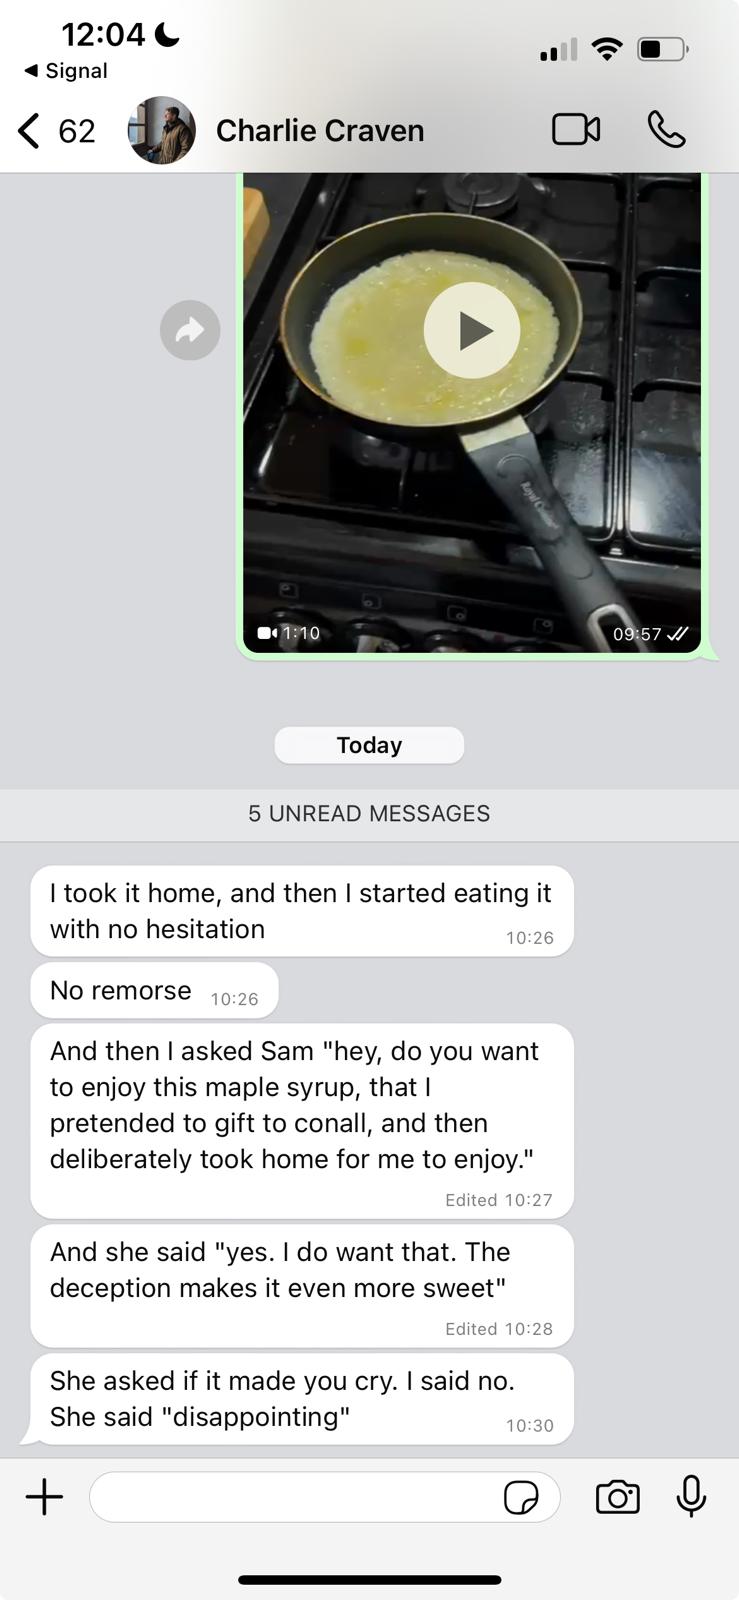 12:04
Signal
62
Charlie Craven
Royal Cuisine
1:10
09:57
Today
5 UNREAD MESSAGES
I took it home, and then I started eating it
with no hesitation
10:26
No remorse
10:26
And then I asked Sam "hey, do you want
to enjoy this maple syrup, that I
pretended to gift to conall, and then
deliberately took home for me to enjoy."
Edited 10:27
And she said "yes. I do want that. The
deception makes it even more sweet"
Edited 10:28
She asked if it made you cry. I said no.
She said "disappointing"
10:30